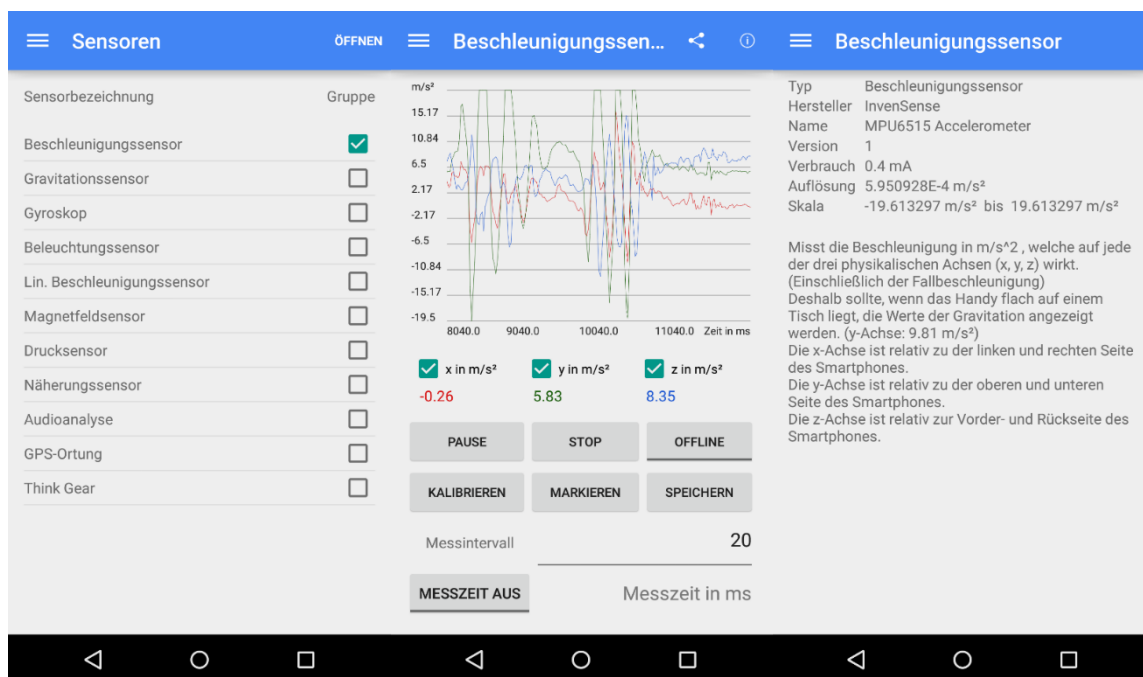 Sensoren ÖFFNEN
Sensorbezeichnung Gruppe
Beschleunigungssensor
Gravitationssensor
Gyroskop
Beleuchtungssensor
Lin. Beschleunigungssensor
Magnetfeldsensor
Drucksensor
Näherungssensor
Audioanalyse
GPS-Ortung
Think Gear
Beschleunigungssen...
m/s²
15.17
10.84
6.5
2.17
-2.17
-6.5
-10.84
-15.17
-19.5
8040.0 9040.0 10040.0 11040.0 Zeit in ms
x in m/s² y in m/s² z in m/s²
-0.26 5.83 8.35
PAUSE STOP OFFLINE
KALIBRIEREN MARKIEREN SPEICHERN
Messintervall 20
MESSZEIT AUS Messzeit in ms
Beschleunigungssensor
Typ Beschleunigungssensor
Hersteller InvenSense
Name MPU6515 Accelerometer
Version 1
Verbrauch 0.4 mA
Auflösung 5.950928E-4 m/s²
Skala -19.613297 m/s² bis 19.613297 m/s²
Misst die Beschleunigung in m/s^2 , welche auf jede
der drei physikalischen Achsen (x, y, z) wirkt.
(Einschließlich der Fallbeschleunigung)
Deshalb sollte, wenn das Handy flach auf einem
Tisch liegt, die Werte der Gravitation angezeigt
werden. (y-Achse: 9.81 m/s²)
Die x-Achse ist relativ zu der linken und rechten Seite
des Smartphones.
Die y-Achse ist relativ zu der oberen und unteren
Seite des Smartphones.
Die z-Achse ist relativ zur Vorder- und Rückseite des
Smartphones.